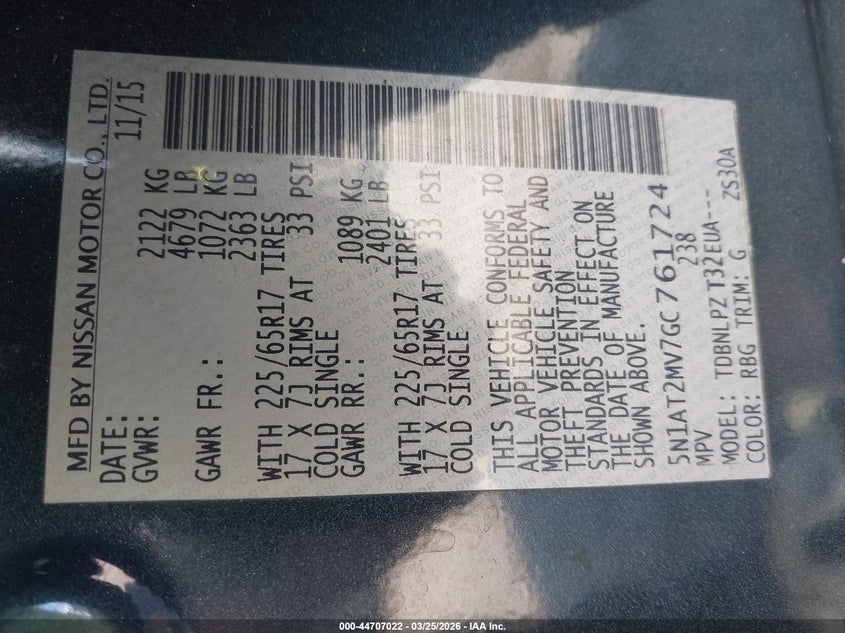 MFD BY NISSAN MOTOR CO., LTD.
DATE: 11/15
GVWR: 2122 KG
4679 LB
GAWR FR.: 1072 KG
2363 LB
WITH 225/65R17 TIRES
17 X 7J RIMS AT 33 PSI
COLD SINGLE
GAWR RR.: 1089 KG
2401 LB
WITH 225/65R17 TIRES
17 X 7J RIMS AT 33 PSI
COLD SINGLE
THIS VEHICLE CONFORMS TO
ALL APPLICABLE FEDERAL
MOTOR VEHICLE SAFETY AND
THEFT PREVENTION
STANDARDS IN EFFECT ON
THE DATE OF MANUFACTURE
SHOWN ABOVE.
5N1AT2MV7GC761724
MPV 238
MODEL: TDBNLPZ T32EUA---
COLOR: RBG TRIM: G ZS30A
000-44707022 - 03/25/2026 - IAA Inc.